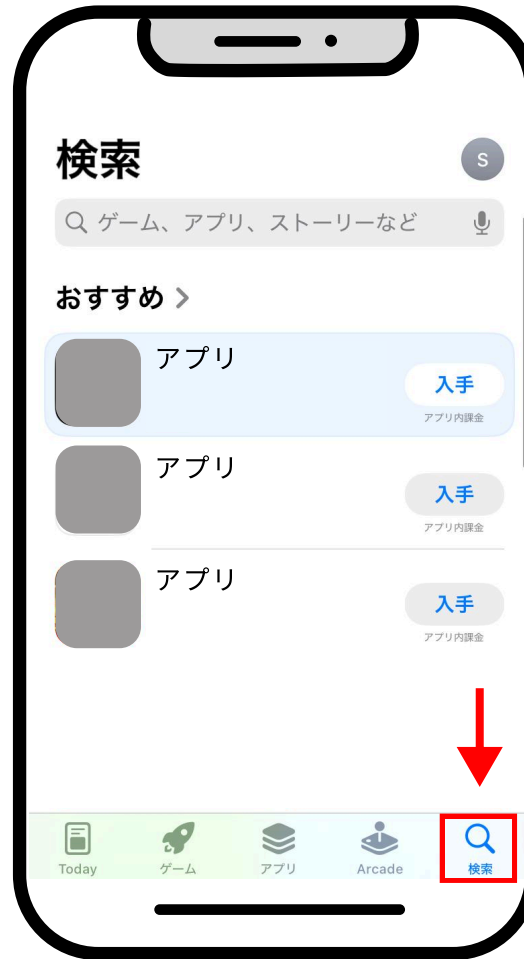 検索
S
ゲーム、アプリ、ストーリーなど
おすすめ
アプリ
入手
アプリ内課金
アプリ
入手
アプリ内課金
アプリ
入手
アプリ内課金
Today ゲーム アプリ Arcade 検索